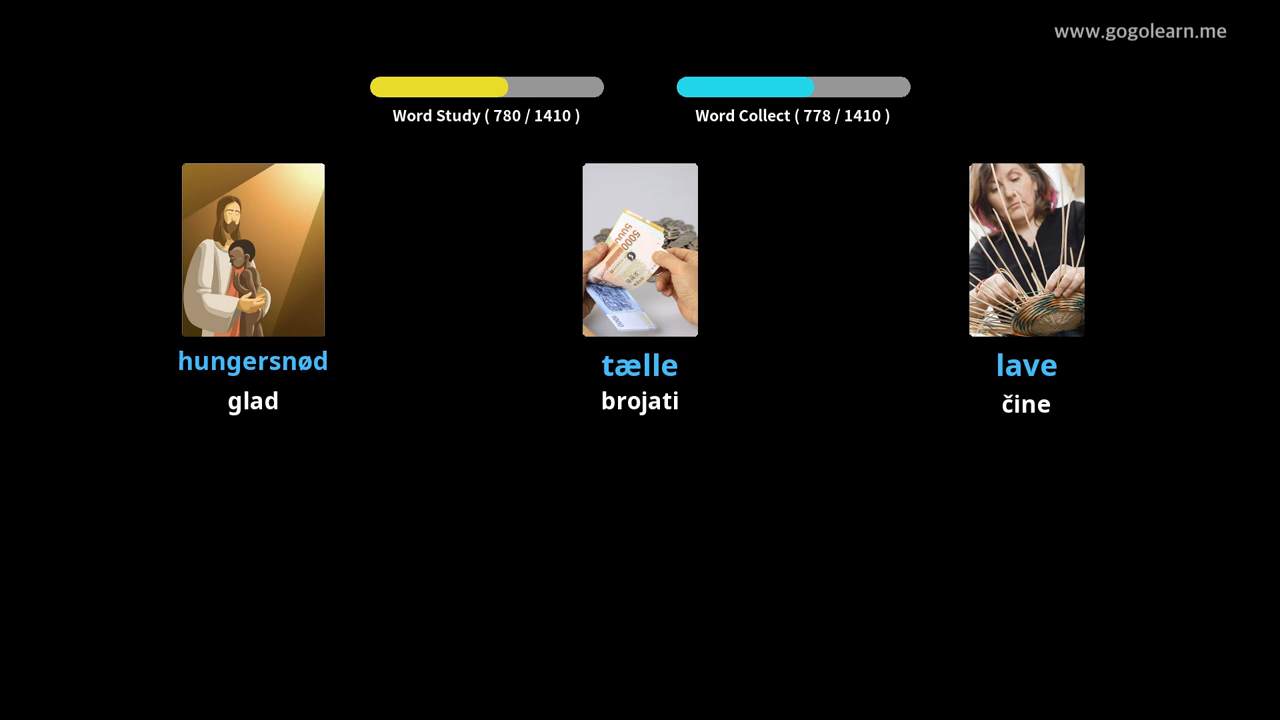 www.gogolearn.me
Word Study ( 780 / 1410 )
Word Collect ( 778 / 1410 )
hungersnød
glad
tælle
brojati
lave
čine